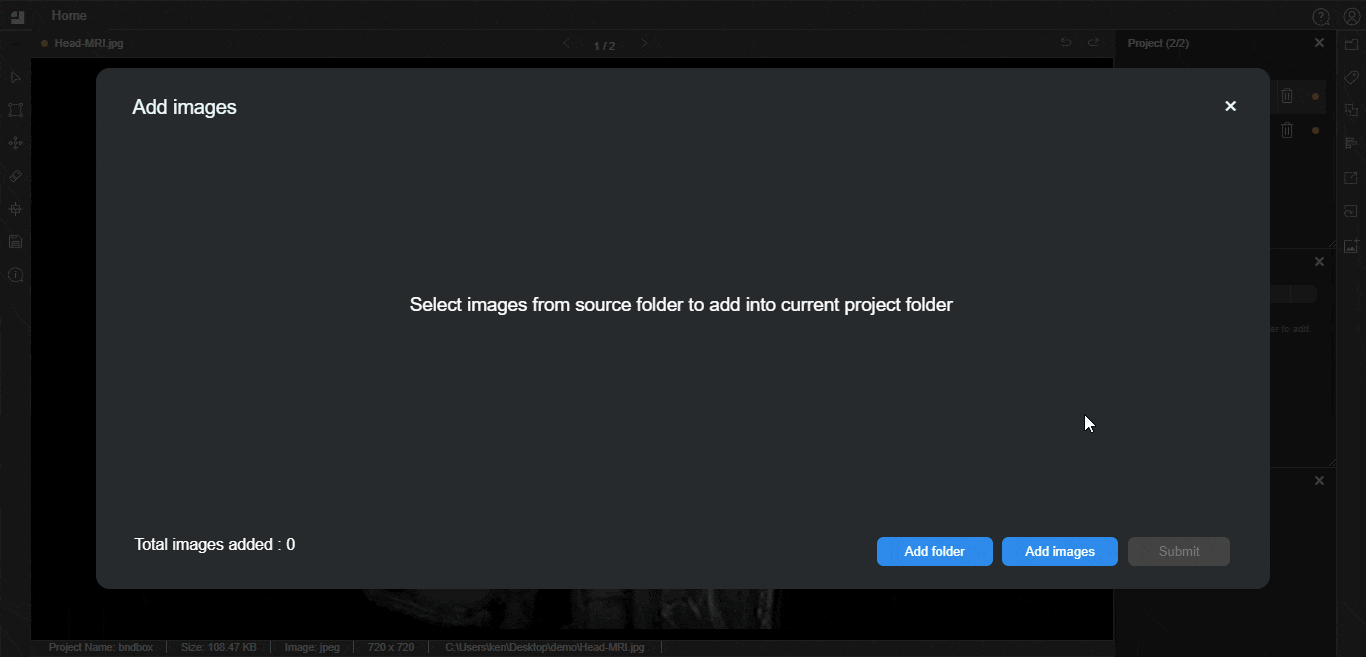 Home
Head-MRI.jpg
1 / 2
Project (2/2)
Add images
Select images from source folder to add into current project folder
er to add.
Total images added : 0
Add folder
Add images
Submit
Project Name: bndbox
Size: 108.47 KB
Image: jpeg
720 x 720
C:\Users\ken\Desktop\demo\Head-MRI.jpg